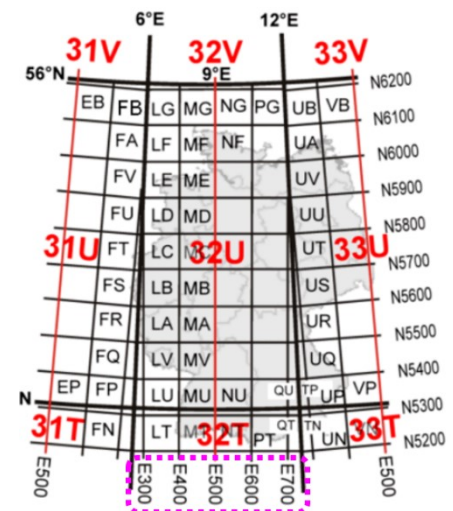 6°E 12°E
31V 32V 33V
56°N 9°E N6200
EB FB LG MG NG PG UB VB N6100
FA LF MF NF UA N6000
FV LE ME UV N5900
FU LD MD UU N5800
31U FT LC 32U UT 33U N5700
FS LB MB US N5600
FR LA MA UR N5500
FQ LV MV UQ N5400
EP FP LU MU NU QU TP UP VP N5300
N
31T FN LT 32T PT QT TN UN 33T N5200
E500 E300 E400 E500 E600 E700 E500